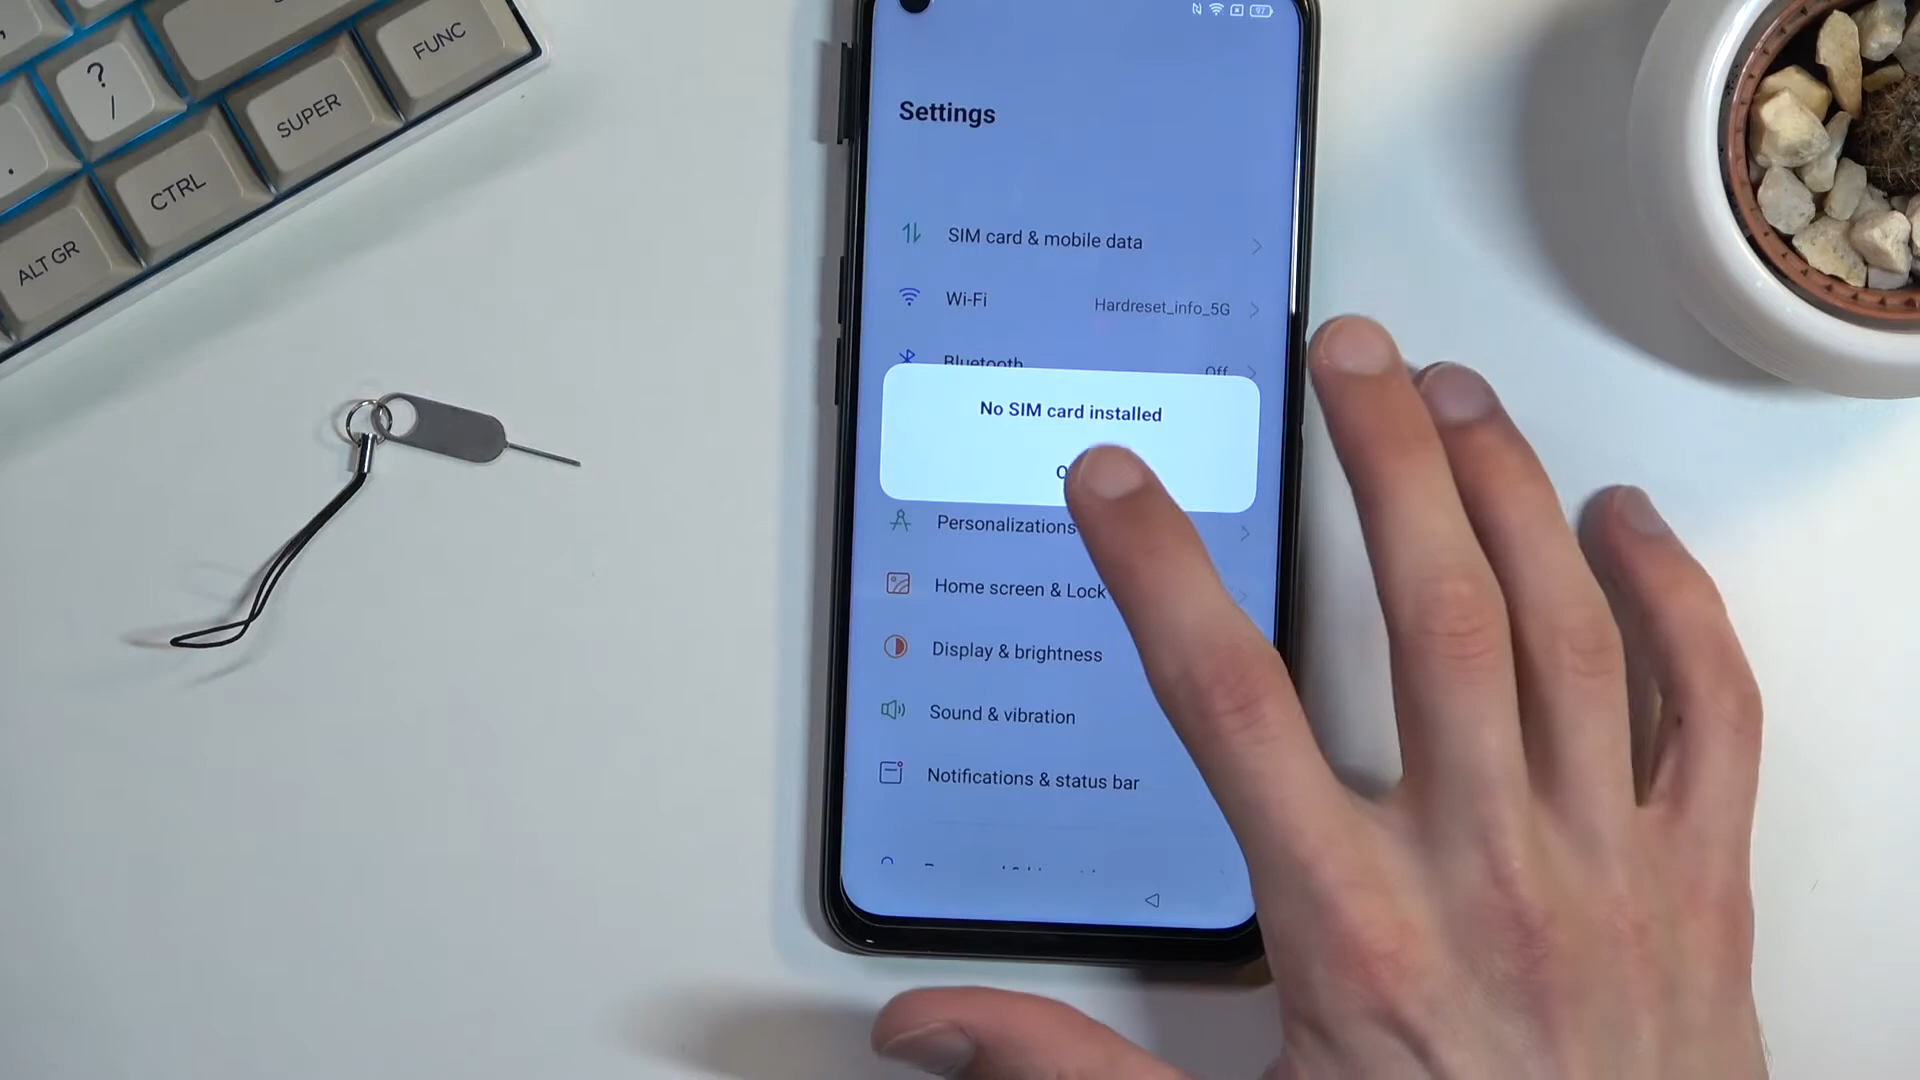 ?
/
FUNC
SUPER
CTRL
ALT GR
97
Settings
SIM card & mobile data
Wi-Fi Hardreset_info_5G
Bluetooth Off
No SIM card installed
Personalizations
Home screen & Lock
Display & brightness
Sound & vibration
Notifications & status bar